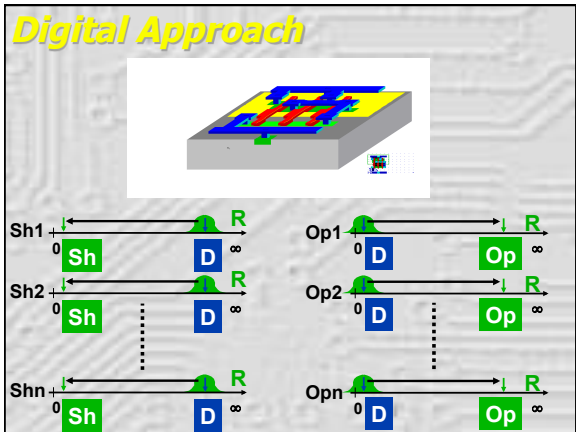 Digital Approach
Sh1 0 Sh D R ∞
Op1 0 D Op R ∞
Sh2 0 Sh D R ∞
Op2 0 D Op R ∞
Shn 0 Sh D R ∞
Opn 0 D Op R ∞